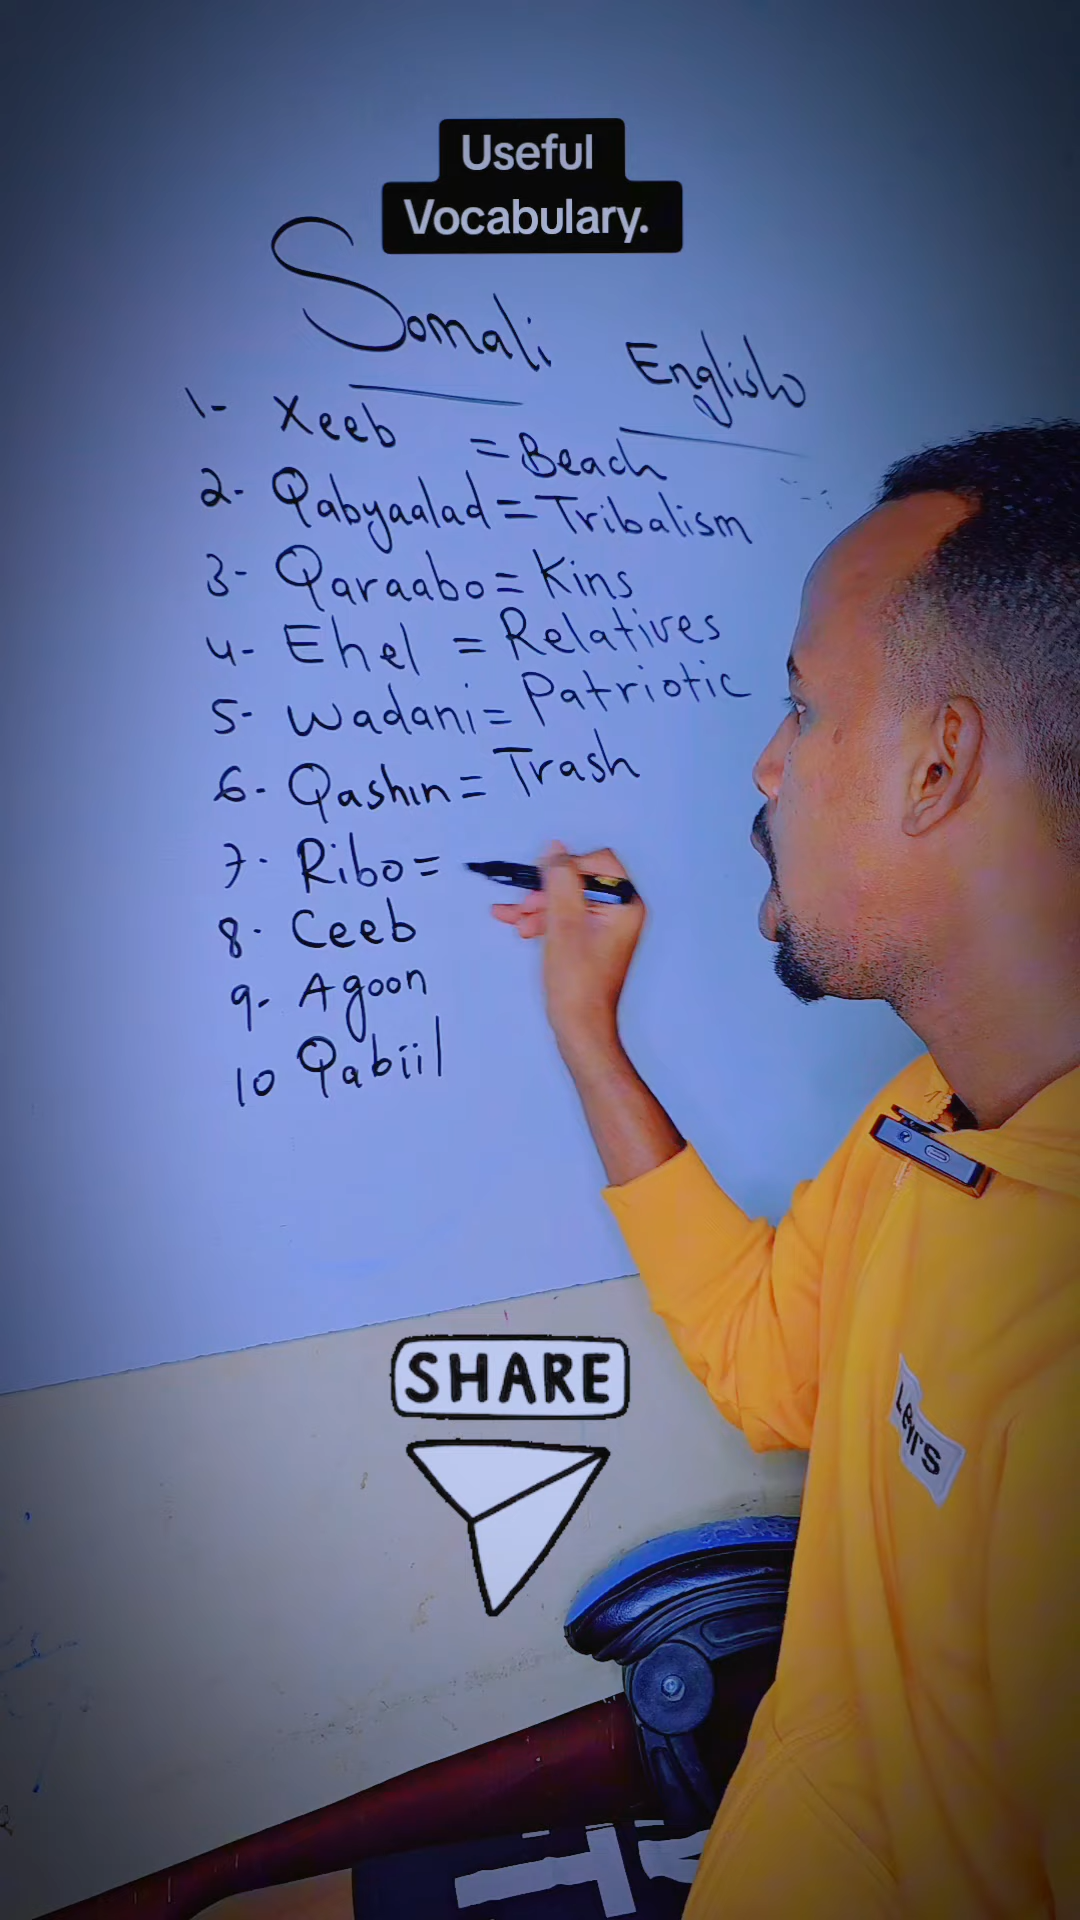 Useful
Vocabulary.
Somali English
1- Xeeb = Beach
2- Qabyaalad = Tribalism
3- Qaraabo = Kins
4- Ehel = Relatives
5- Wadani = Patriotic
6- Qashin = Trash
7- Ribo =
8- Ceeb
9- Agoon
10 Qabiil
SHARE